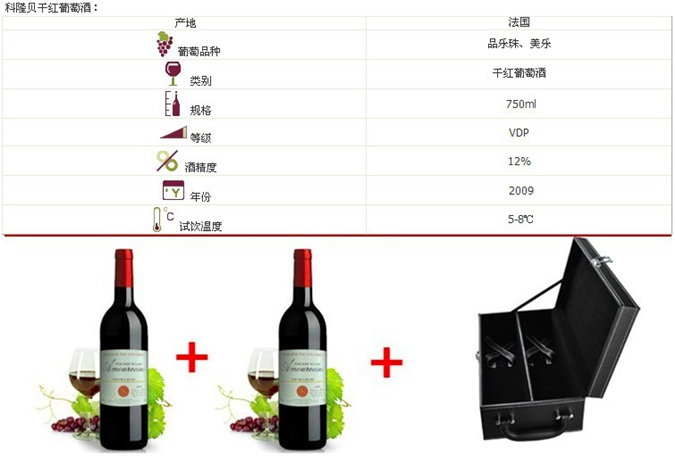 科隆贝干红葡萄酒：
产地 法国
葡萄品种 品乐珠、美乐
类别 干红葡萄酒
规格 750ml
等级 VDP
% 酒精度 12%
Y 年份 2009
°C 试饮温度 5-8℃
Amoureuse
Amoureuse